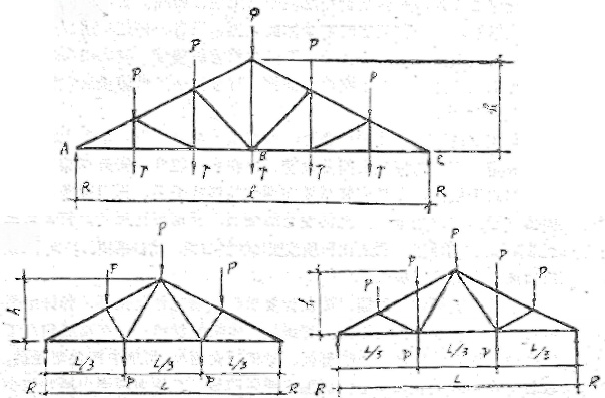 P
P P
P P
h
A B C
T T T T T
R R
l
P P
P P P
P P P
h
L/3 L/3 L/3 L/3 L/3 L/3
R P P R R P P R
L L